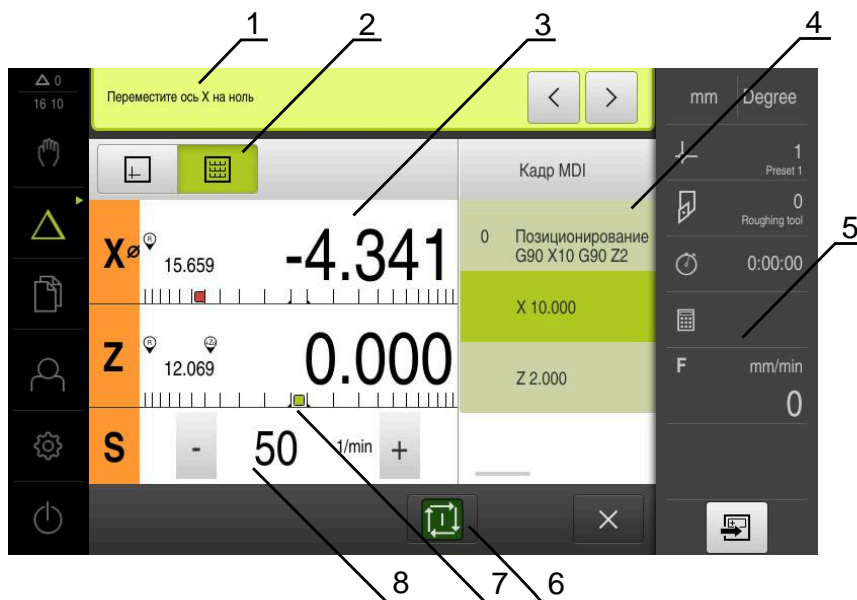 1 2 3 4
0
16 10
Переместите ось X на ноль
< >
mm Degree
1
Preset 1
0
Roughing tool
5
0:00:00
F mm/min
0
Кадр MDI
0 Позиционирование
G90 X10 G90 Z2
X 10.000
Z 2.000
X ⌀ R 15.659 -4.341
Z R 12.069 0.000
S - 50 1/min +
8 7 6